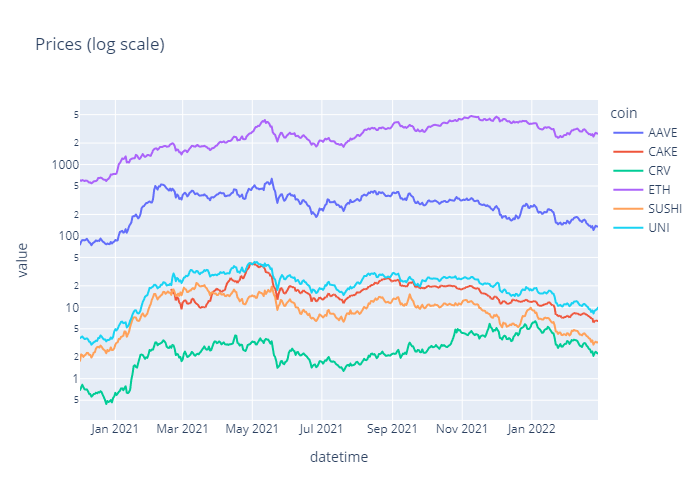 Prices (log scale)
coin
AAVE
CAKE
CRV
ETH
SUSHI
UNI
value
5
2
1000
5
2
100
5
2
10
5
2
1
5
Jan 2021 Mar 2021 May 2021 Jul 2021 Sep 2021 Nov 2021 Jan 2022
datetime